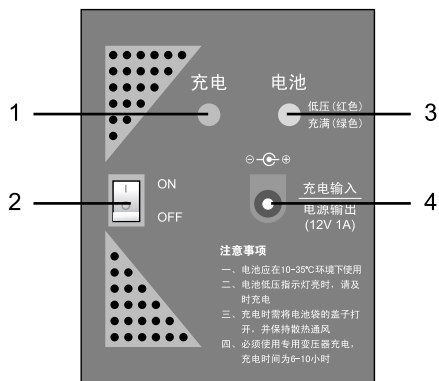 充电
电池
1
低压(红色)
3
充满(绿色)
⊖ ⊕
ON
充电输入
2
4
OFF
电源输出
(12V 1A)
注意事项
一、电池应在10-35℃环境下使用
二、电池低压指示灯亮时，请及
时充电
三、充电时需将电池袋的盖子打
开，并保持散热通风
四、必须使用专用变压器充电，
充电时间为6-10小时